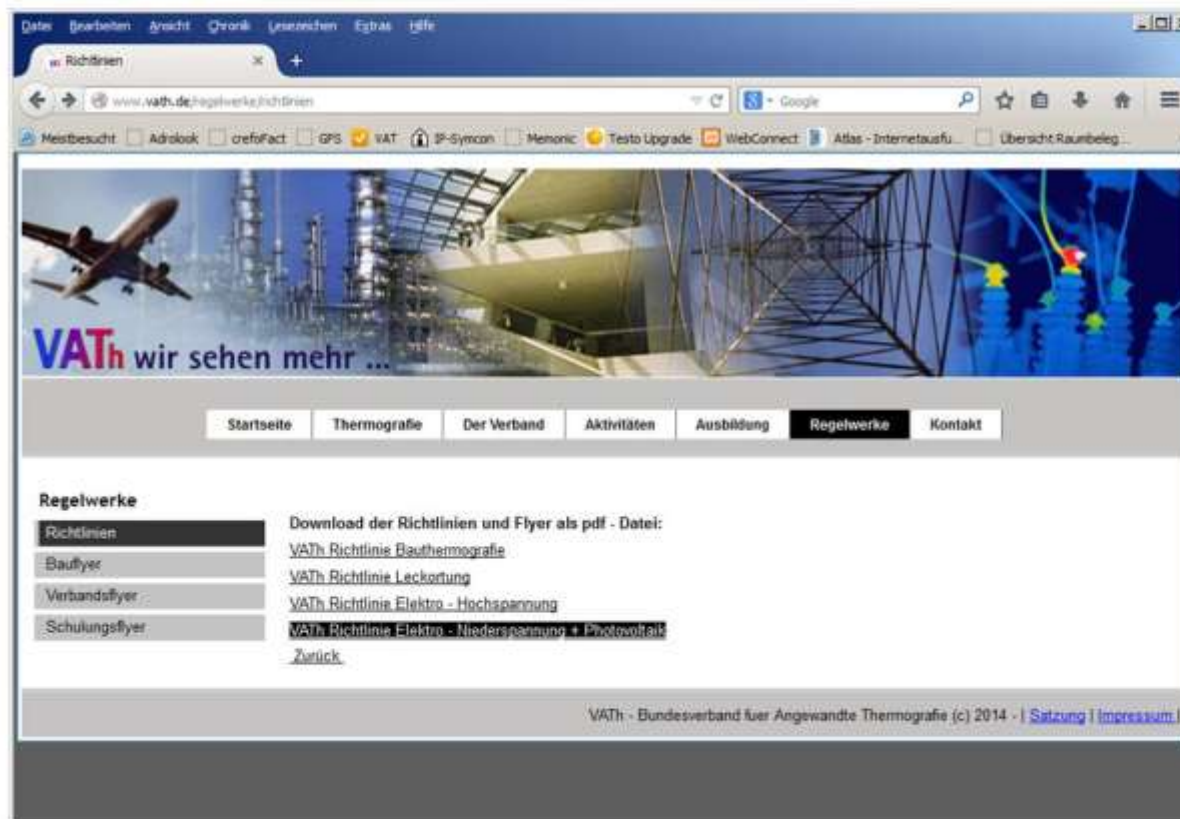 Datei Bearbeiten Ansicht Chronik Lesezeichen Extras Hilfe
Richtlinien
www.vath.de/regelwerke/richtlinien
Google
Meistbesucht Adrolook crefoFact GPS VAT IP-Symcon Memonic Testo Upgrade WebConnect Atlas - Internetausfu... Übersicht Raumbeleg...
VATh wir sehen mehr ...
Startseite Thermografie Der Verband Aktivitäten Ausbildung Regelwerke Kontakt
Regelwerke
Richtlinien
Bauflyer
Verbandsflyer
Schulungsflyer
Download der Richtlinien und Flyer als pdf - Datei:
VATh Richtlinie Bauthermografie
VATh Richtlinie Leckortung
VATh Richtlinie Elektro - Hochspannung
VATh Richtlinie Elektro - Niederspannung + Photovoltaik
Zurück
VATh - Bundesverband fuer Angewandte Thermografie (c) 2014 - | Satzung | Impressum |